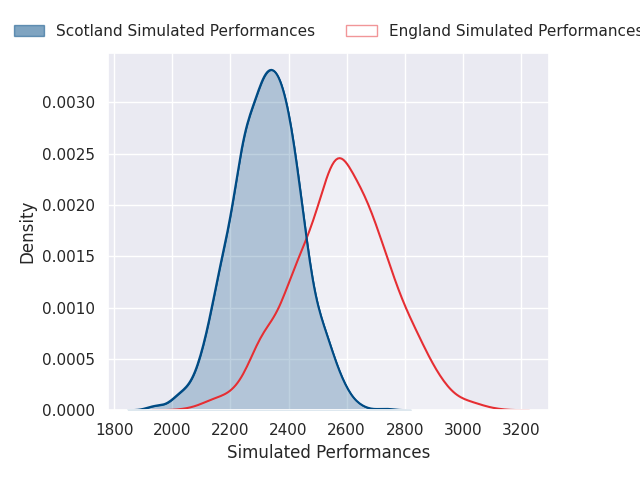 Scotland Simulated Performances England Simulated Performances
0.0030
0.0025
0.0020
0.0015
0.0010
0.0005
0.0000
Density
1800 2000 2200 2400 2600 2800 3000 3200
Simulated Performances